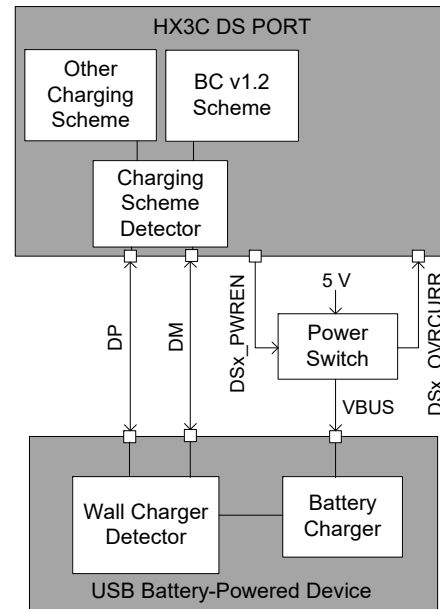 HX3C DS PORT
Other
Charging
Scheme
BC v1.2
Scheme
Charging
Scheme
Detector
DP
DM
DSx_PWREN
5 V
Power
Switch
DSx_OVRCURR
VBUS
Wall Charger
Detector
Battery
Charger
USB Battery-Powered Device